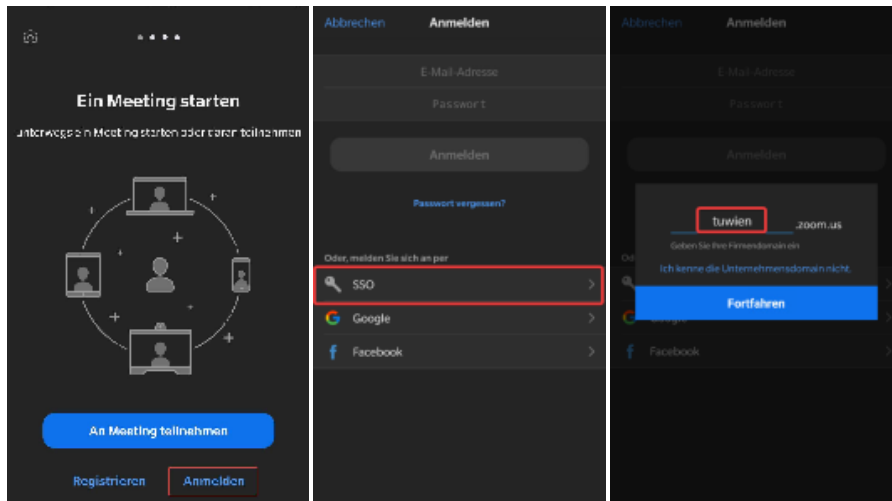 Ein Meeting starten
unterwegs ein Meeting starten oder daran teilnehmen
An Meeting teilnehmen
Registrieren Anmelden
Abbrechen Anmelden
E-Mail-Adresse
Passwort
Anmelden
Passwort vergessen?
Oder, melden Sie sich an per
SSO
Google
Facebook
Abbrechen Anmelden
E-Mail-Adresse
Passwort
Anmelden
tuwien .zoom.us
Geben Sie Ihre Firmendomain ein
Ich kenne die Unternehmensdomain nicht.
Fortfahren
Facebook